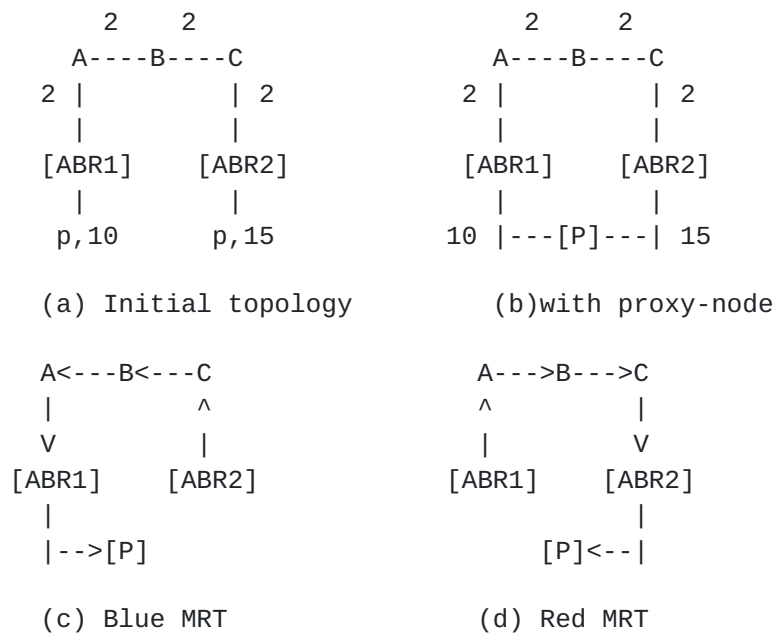 2    2                     2     2
    A----B----C                A----B----C
  2 |         | 2            2 |         | 2
    |         |                |         |
  [ABR1]    [ABR2]           [ABR1]    [ABR2]
    |         |                |         |
   p,10      p,15           10 |---[P]---| 15
  (a) Initial topology         (b)with proxy-node
  A<---B<---C                 A--->B--->C
  |         ^                 ^         |
  V         |                 |         V
[ABR1]    [ABR2]            [ABR1]    [ABR2]
  |                                     |
  |-->[P]                         [P]<--|
  (c) Blue MRT                (d) Red MRT